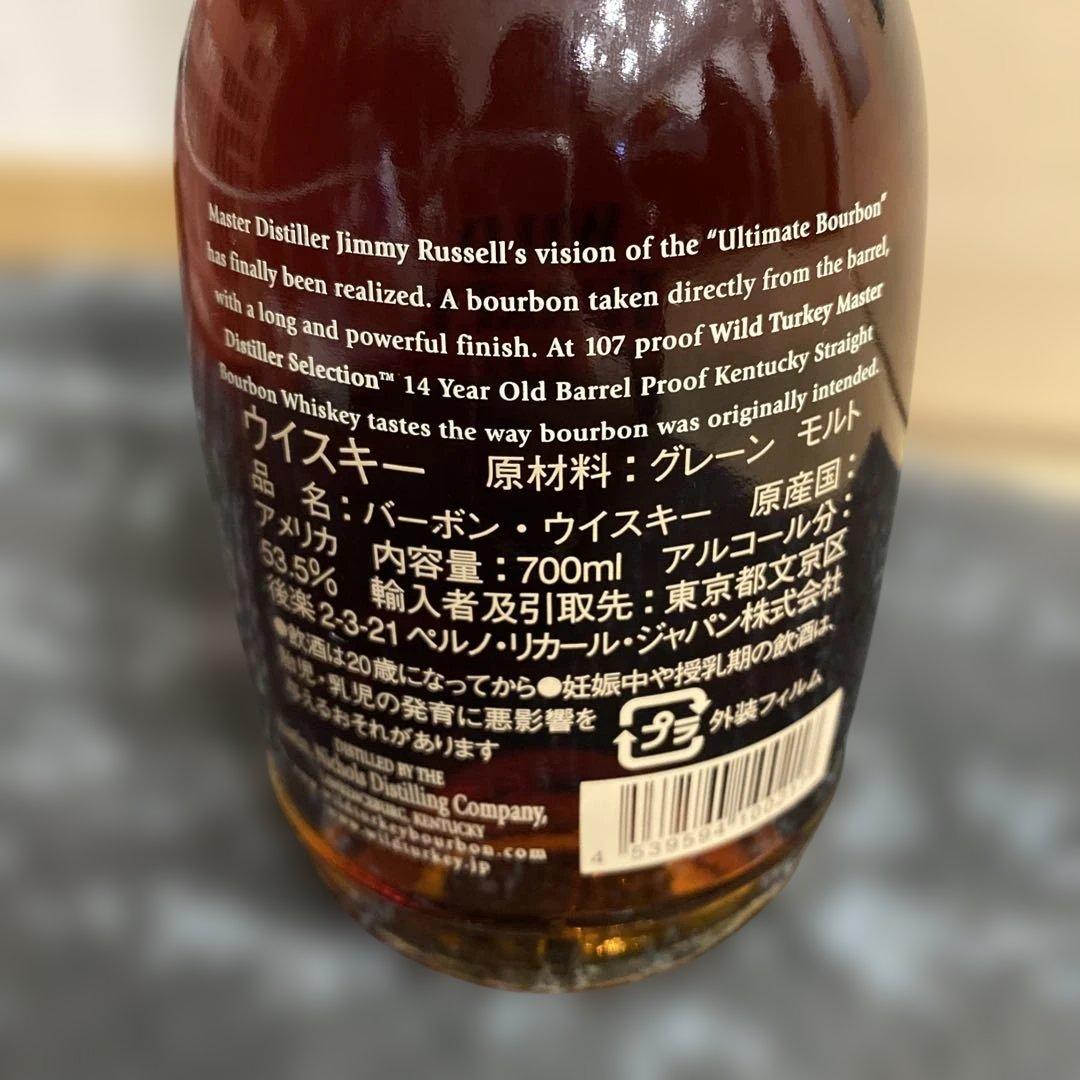 Master Distiller Jimmy Russell's vision of the “Ultimate Bourbon”
has finally been realized. A bourbon taken directly from the barrel,
with a long and powerful finish. At 107 proof Wild Turkey Master
Distiller Selection™ 14 Year Old Barrel Proof Kentucky Straight
Bourbon Whiskey tastes the way bourbon was originally intended.
ウイスキー 原材料：グレーン モルト
品 名：バーボン・ウイスキー 原産国：
アメリカ 内容量：700ml アルコール分：
53.5% 輸入者及引取先：東京都文京区
後楽2-3-21 ペルノ・リカール・ジャパン株式会社
●飲酒は20歳になってから●妊娠中や授乳期の飲酒は、
胎児・乳児の発育に悪影響を
与えるおそれがあります
プラ 外装フィルム
DISTILLED BY THE
Nichols Distilling Company,
LAWRENCEBURG, KENTUCKY
www.wildturkeybourbon.com
www.wildturkey.jp
4 539594 1002